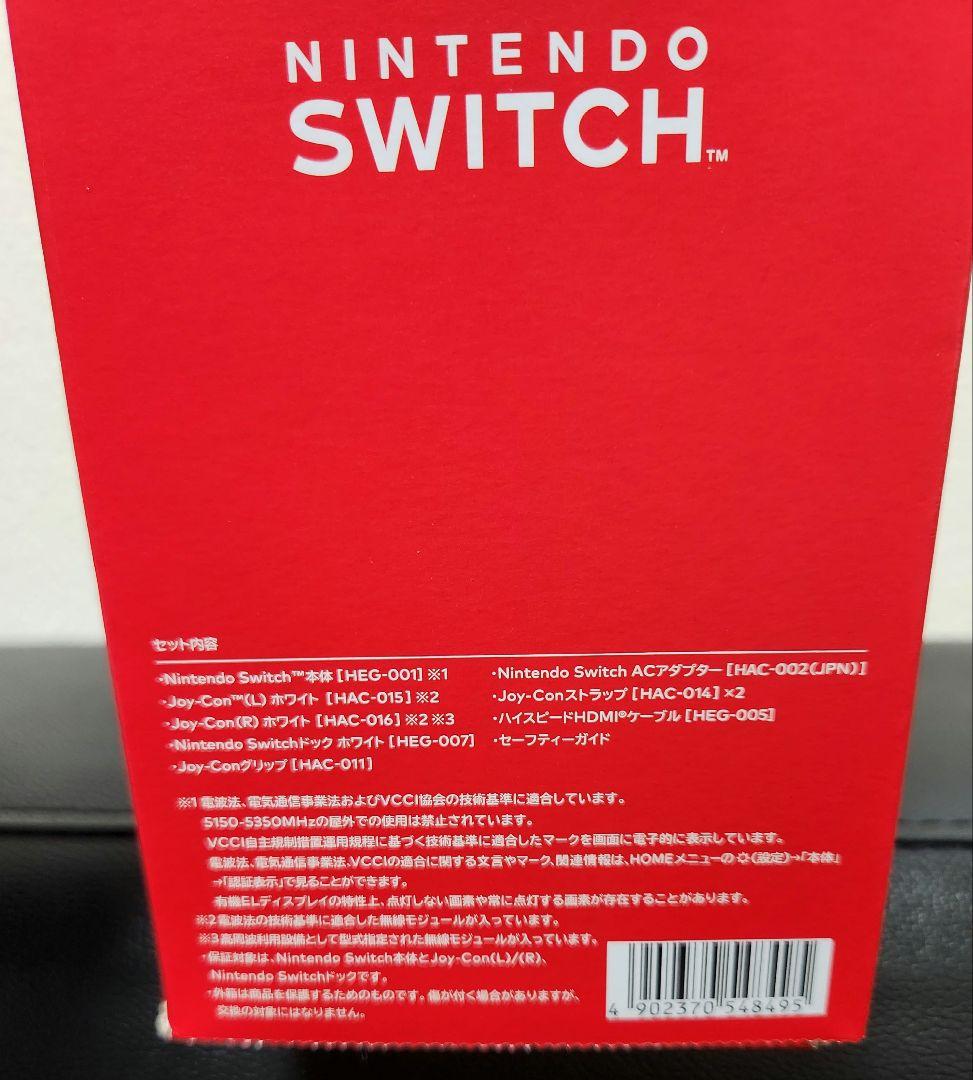 NINTENDO
SWITCH™
セット内容
・Nintendo Switch™本体［HEG-001］※1
・Joy-Con™(L) ホワイト［HAC-015］※2
・Joy-Con(R) ホワイト［HAC-016］※2 ※3
・Nintendo Switchドック ホワイト［HEG-007］
・Joy-Conグリップ［HAC-011］
・Nintendo Switch ACアダプター［HAC-002(JPN)］
・Joy-Conストラップ［HAC-014］×2
・ハイスピードHDMI®ケーブル［HEG-005］
・セーフティーガイド
※1 電波法、電気通信事業法およびVCCI協会の技術基準に適合しています。
5150-5350MHzの屋外での使用は禁止されています。
VCCI自主規制措置運用規程に基づく技術基準に適合したマークを画面に電子的に表示しています。
電波法、電気通信事業法、VCCIの適合に関する文言やマーク、関連情報は、HOMEメニューの（設定）→「本体」
→「認証表示」で見ることができます。
有機ELディスプレイの特性上、点灯しない画素や常に点灯する画素が存在することがあります。
※2 電波法の技術基準に適合した無線モジュールが入っています。
※3 高周波利用設備として型式指定された無線モジュールが入っています。
・保証対象は、Nintendo Switch本体とJoy-Con(L)/(R)、
Nintendo Switchドックです。
・外箱は商品を保護するためのものです。傷が付く場合がありますが、
交換の対象にはなりません。
4 902370 548495